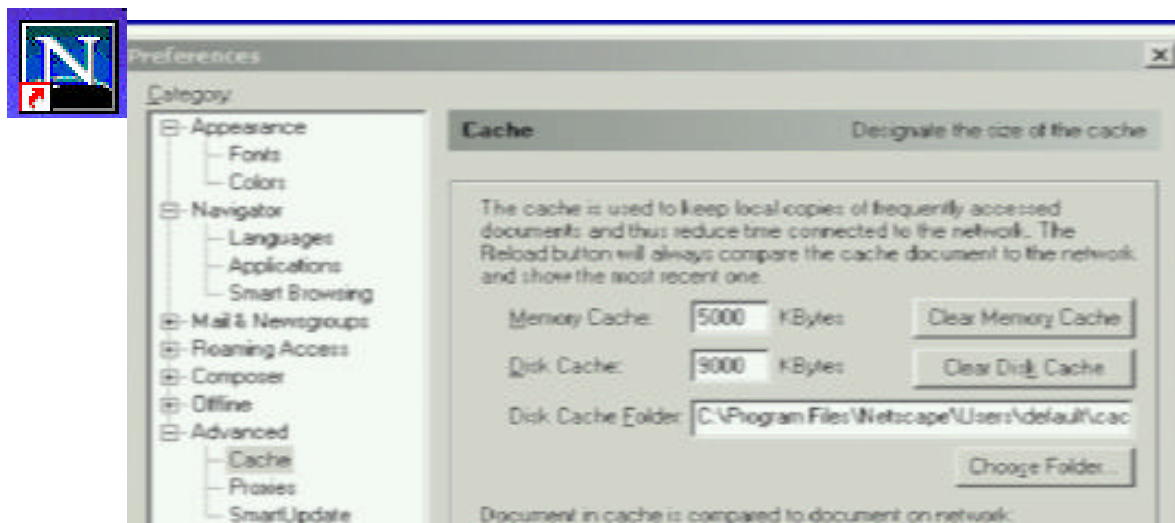 N
Preferences
Category:
Appearance
Fonts
Colors
Navigator
Languages
Applications
Smart Browsing
Mail & Newsgroups
Roaming Access
Composer
Offline
Advanced
Cache
Proxies
SmartUpdate
Cache Designate the size of the cache
The cache is used to keep local copies of frequently accessed
documents and thus reduce time connected to the network. The
Reload button will always compare the cache document to the network
and show the most recent one.
Memory Cache: 5000 KBytes Clear Memory Cache
Disk Cache: 9000 KBytes Clear Disk Cache
Disk Cache Folder: C:\Program Files\Netscape\Users\default\cac
Choose Folder...
Document in cache is compared to document on network: